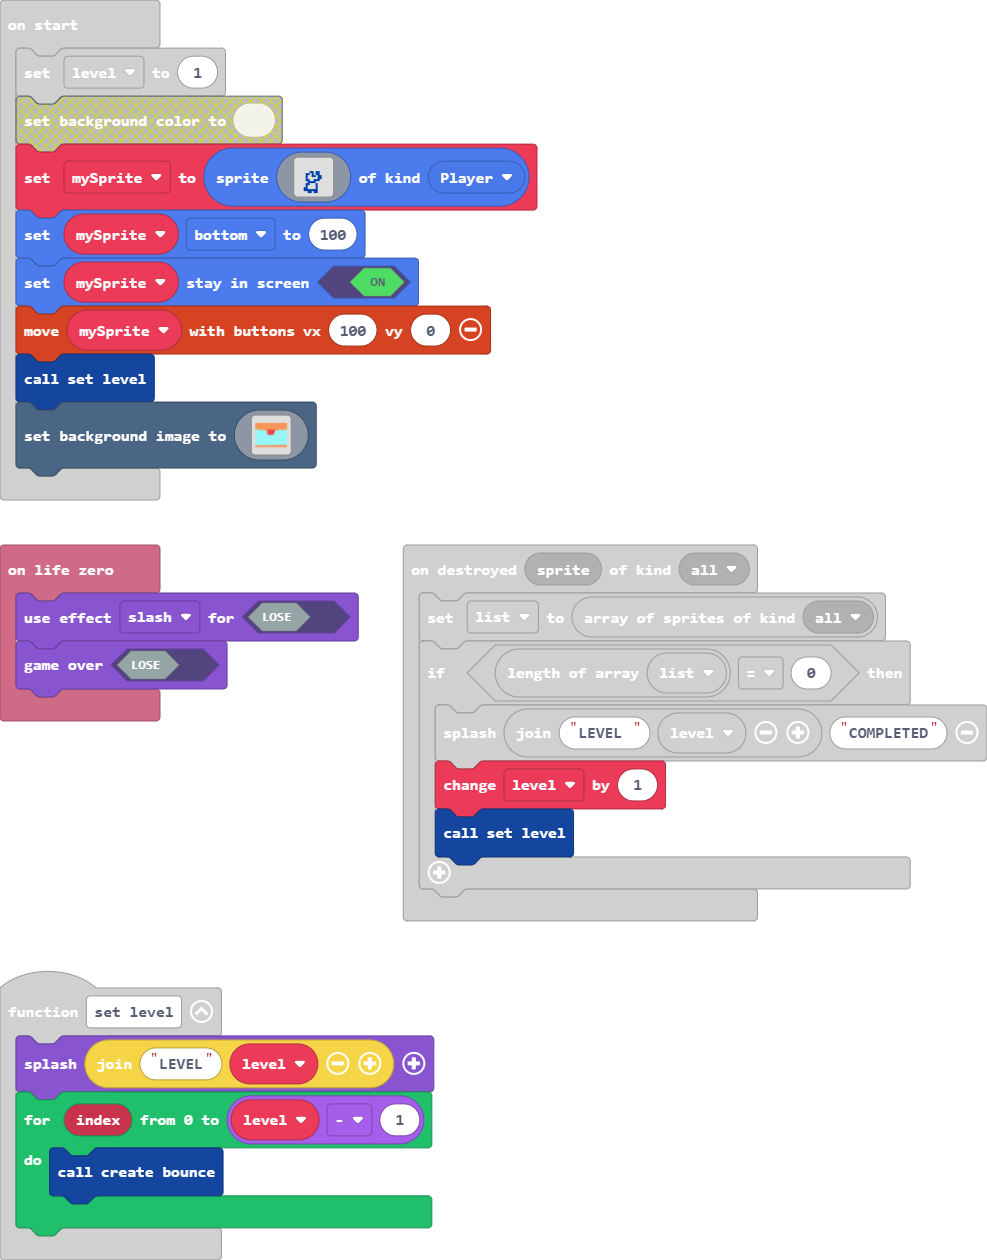 on start
set level to 1
set background color to
set mySprite to sprite of kind Player
set mySprite bottom to 100
set mySprite stay in screen ON
move mySprite with buttons vx 100 vy 0
call set level
set background image to
on life zero
use effect slash for LOSE
game over LOSE
on destroyed sprite of kind all
set list to array of sprites of kind all
if length of array list = 0 then
splash join "LEVEL " level "COMPLETED"
change level by 1
call set level
function set level
splash join "LEVEL" level
for index from 0 to level - 1
do
call create bounce